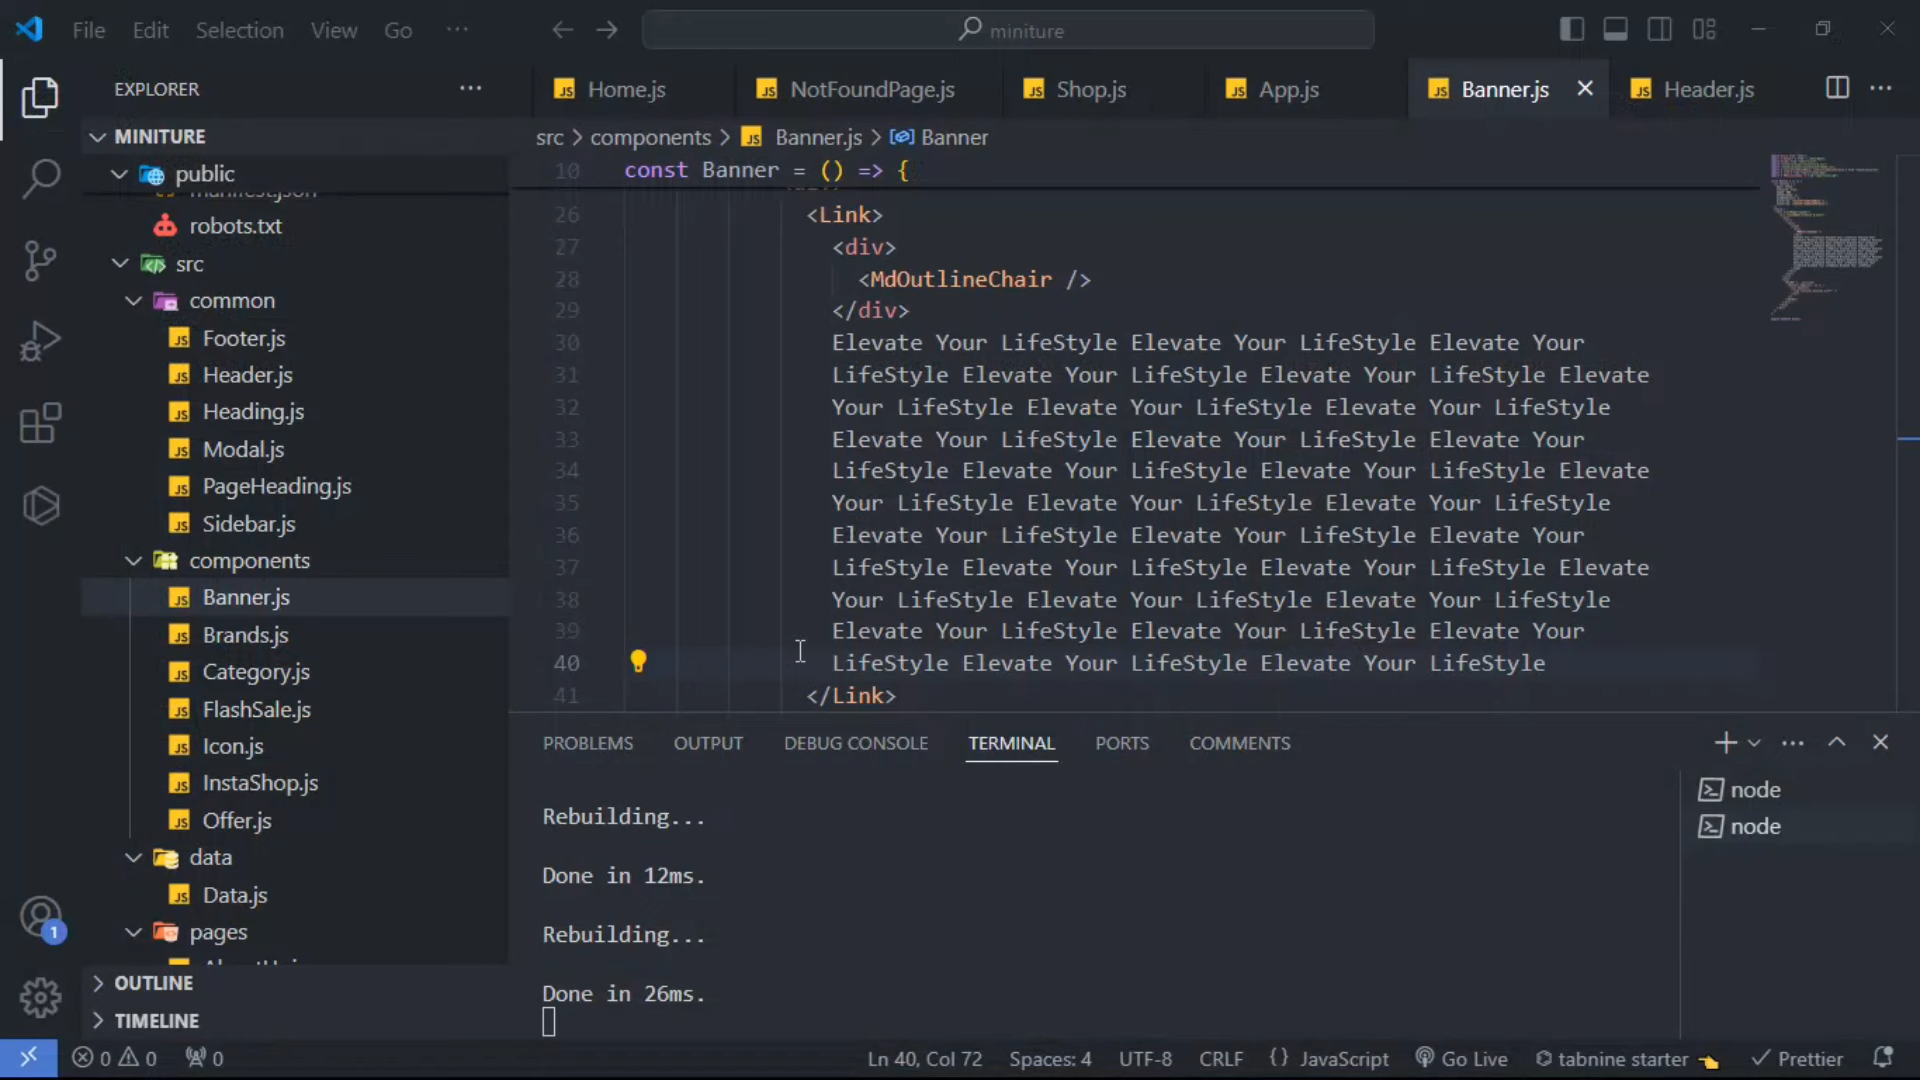 File Edit Selection View Go ··· miniture
EXPLORER ···
MINITURE
public
manifest.json
robots.txt
src
common
Footer.js
Header.js
Heading.js
Modal.js
PageHeading.js
Sidebar.js
components
Banner.js
Brands.js
Category.js
FlashSale.js
Icon.js
InstaShop.js
Offer.js
data
Data.js
pages
OUTLINE
TIMELINE
JS Home.js JS NotFoundPage.js JS Shop.js JS App.js JS Banner.js JS Header.js
src > components > JS Banner.js > Banner
10 const Banner = () => {
26 <Link>
27 <div>
28 <MdOutlineChair />
29 </div>
30 Elevate Your LifeStyle Elevate Your LifeStyle Elevate Your
31 LifeStyle Elevate Your LifeStyle Elevate Your LifeStyle Elevate
32 Your LifeStyle Elevate Your LifeStyle Elevate Your LifeStyle
33 Elevate Your LifeStyle Elevate Your LifeStyle Elevate Your
34 LifeStyle Elevate Your LifeStyle Elevate Your LifeStyle Elevate
35 Your LifeStyle Elevate Your LifeStyle Elevate Your LifeStyle
36 Elevate Your LifeStyle Elevate Your LifeStyle Elevate Your
37 LifeStyle Elevate Your LifeStyle Elevate Your LifeStyle Elevate
38 Your LifeStyle Elevate Your LifeStyle Elevate Your LifeStyle
39 Elevate Your LifeStyle Elevate Your LifeStyle Elevate Your
40 LifeStyle Elevate Your LifeStyle Elevate Your LifeStyle
41 </Link>
PROBLEMS OUTPUT DEBUG CONSOLE TERMINAL PORTS COMMENTS
Rebuilding...
Done in 12ms.
Rebuilding...
Done in 26ms.
node
node
1
0 0 0 Ln 40, Col 72 Spaces: 4 UTF-8 CRLF {} JavaScript Go Live tabnine starter Prettier